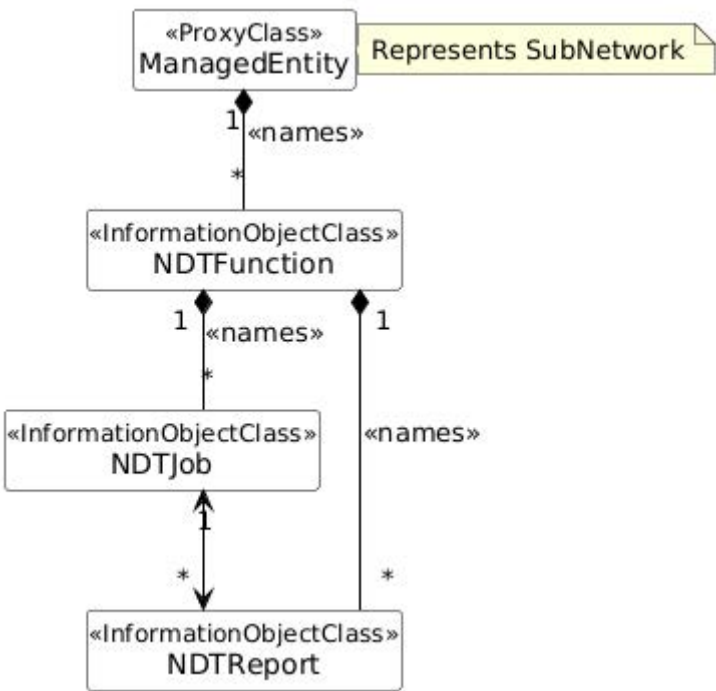 «ProxyClass»
ManagedEntity
Represents SubNetwork
1
«names»
*
«InformationObjectClass»
NDTFunction
1
«names»
*
1
«names»
*
«InformationObjectClass»
NDTJob
1
*
«InformationObjectClass»
NDTReport